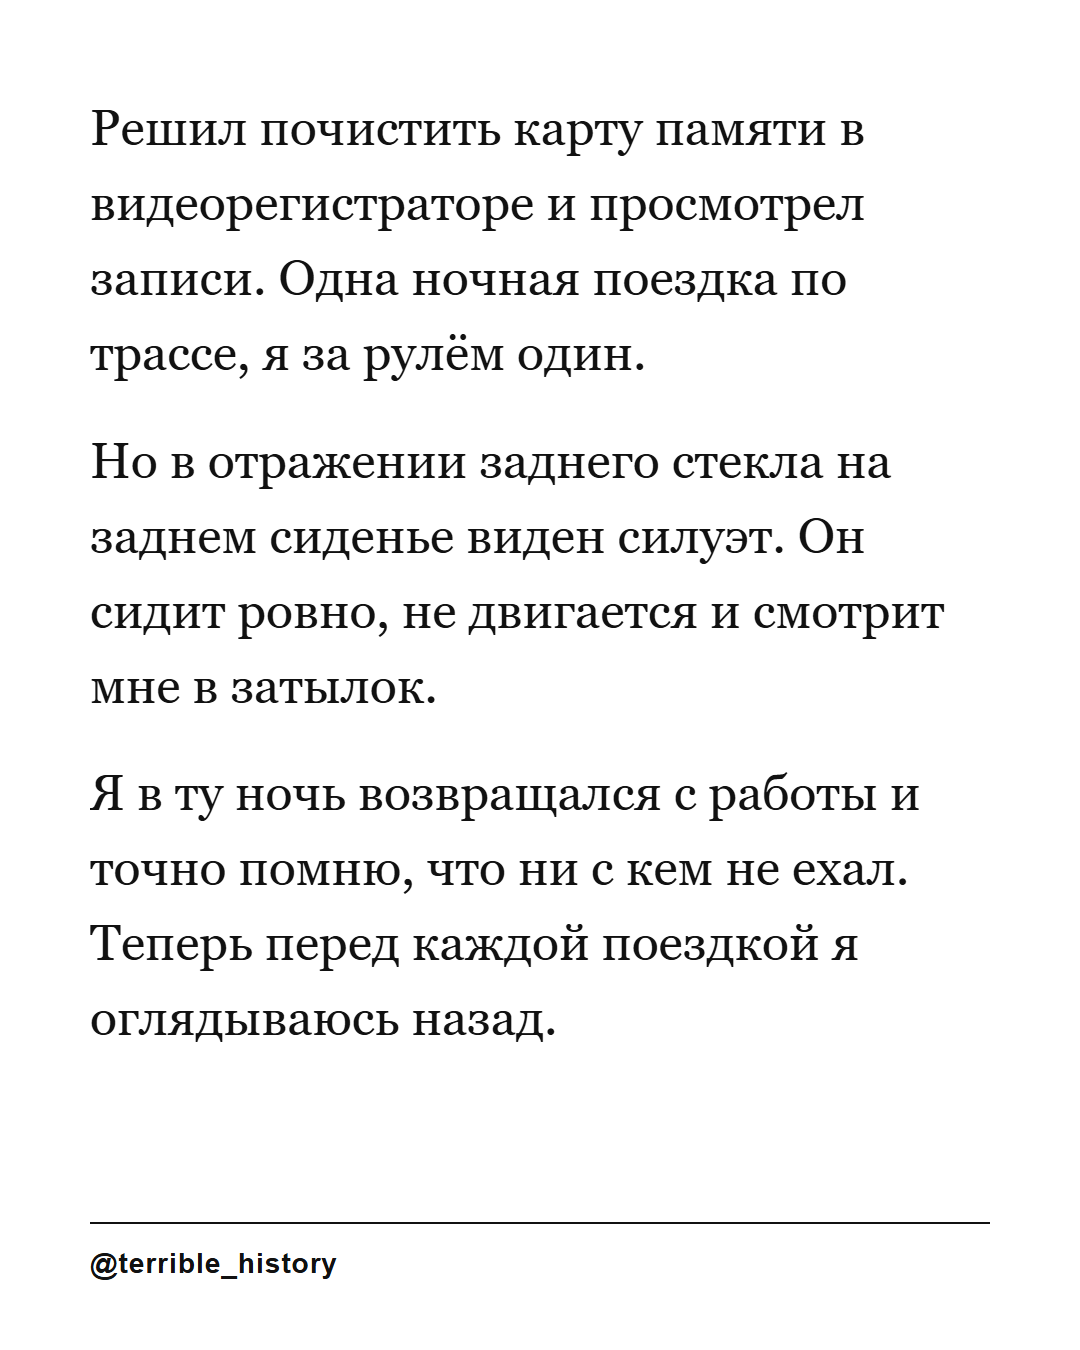 Решил почистить карту памяти в
видеорегистраторе и просмотрел
записи. Одна ночная поездка по
трассе, я за рулём один.
Но в отражении заднего стекла на
заднем сиденье виден силуэт. Он
сидит ровно, не двигается и смотрит
мне в затылок.
Я в ту ночь возвращался с работы и
точно помню, что ни с кем не ехал.
Теперь перед каждой поездкой я
оглядываюсь назад.
@terrible_history